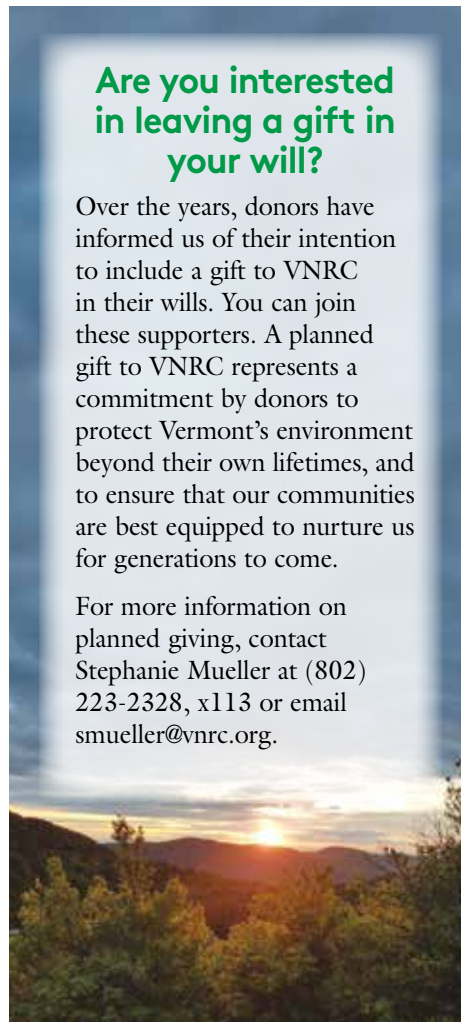 Are you interested
in leaving a gift in
your will?
Over the years, donors have
informed us of their intention
to include a gift to VNRC
in their wills. You can join
these supporters. A planned
gift to VNRC represents a
commitment by donors to
protect Vermont’s environment
beyond their own lifetimes, and
to ensure that our communities
are best equipped to nurture us
for generations to come.
For more information on
planned giving, contact
Stephanie Mueller at (802)
223-2328, x113 or email
smueller@vnrc.org.